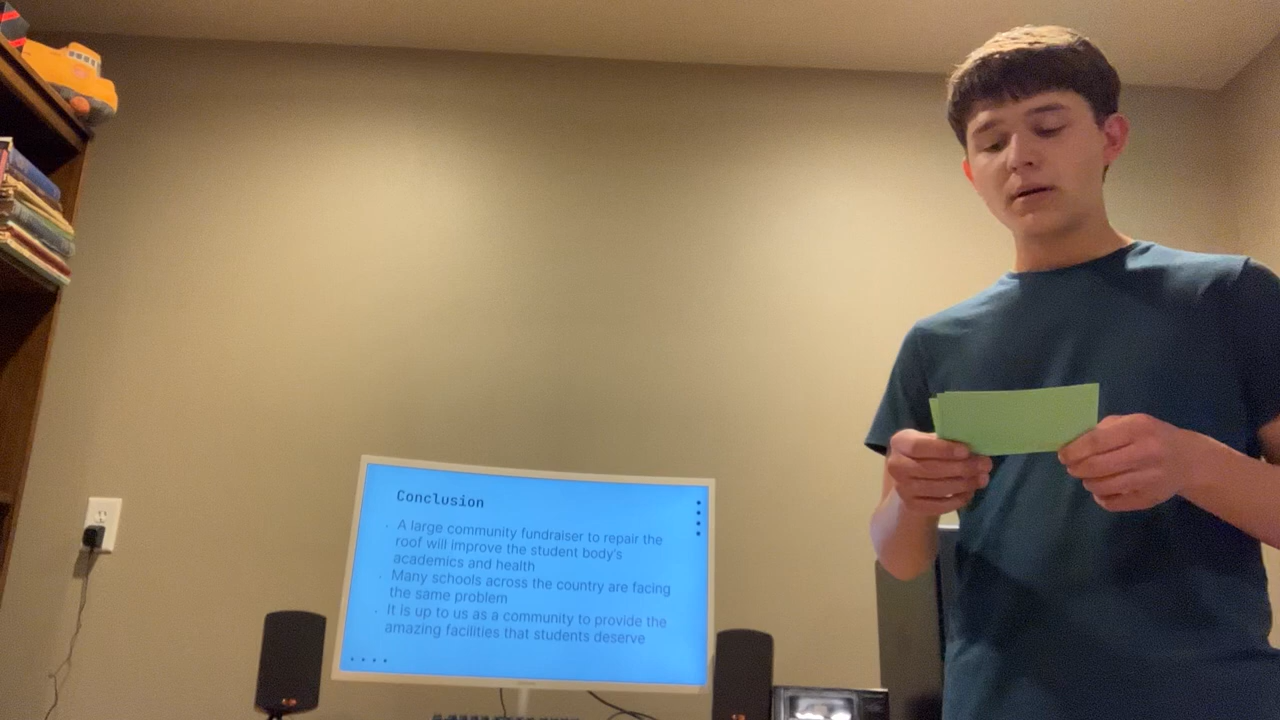 Conclusion
A large community fundraiser to repair the
roof will improve the student body's
academics and health
Many schools across the country are facing
the same problem
It is up to us as a community to provide the
amazing facilities that students deserve